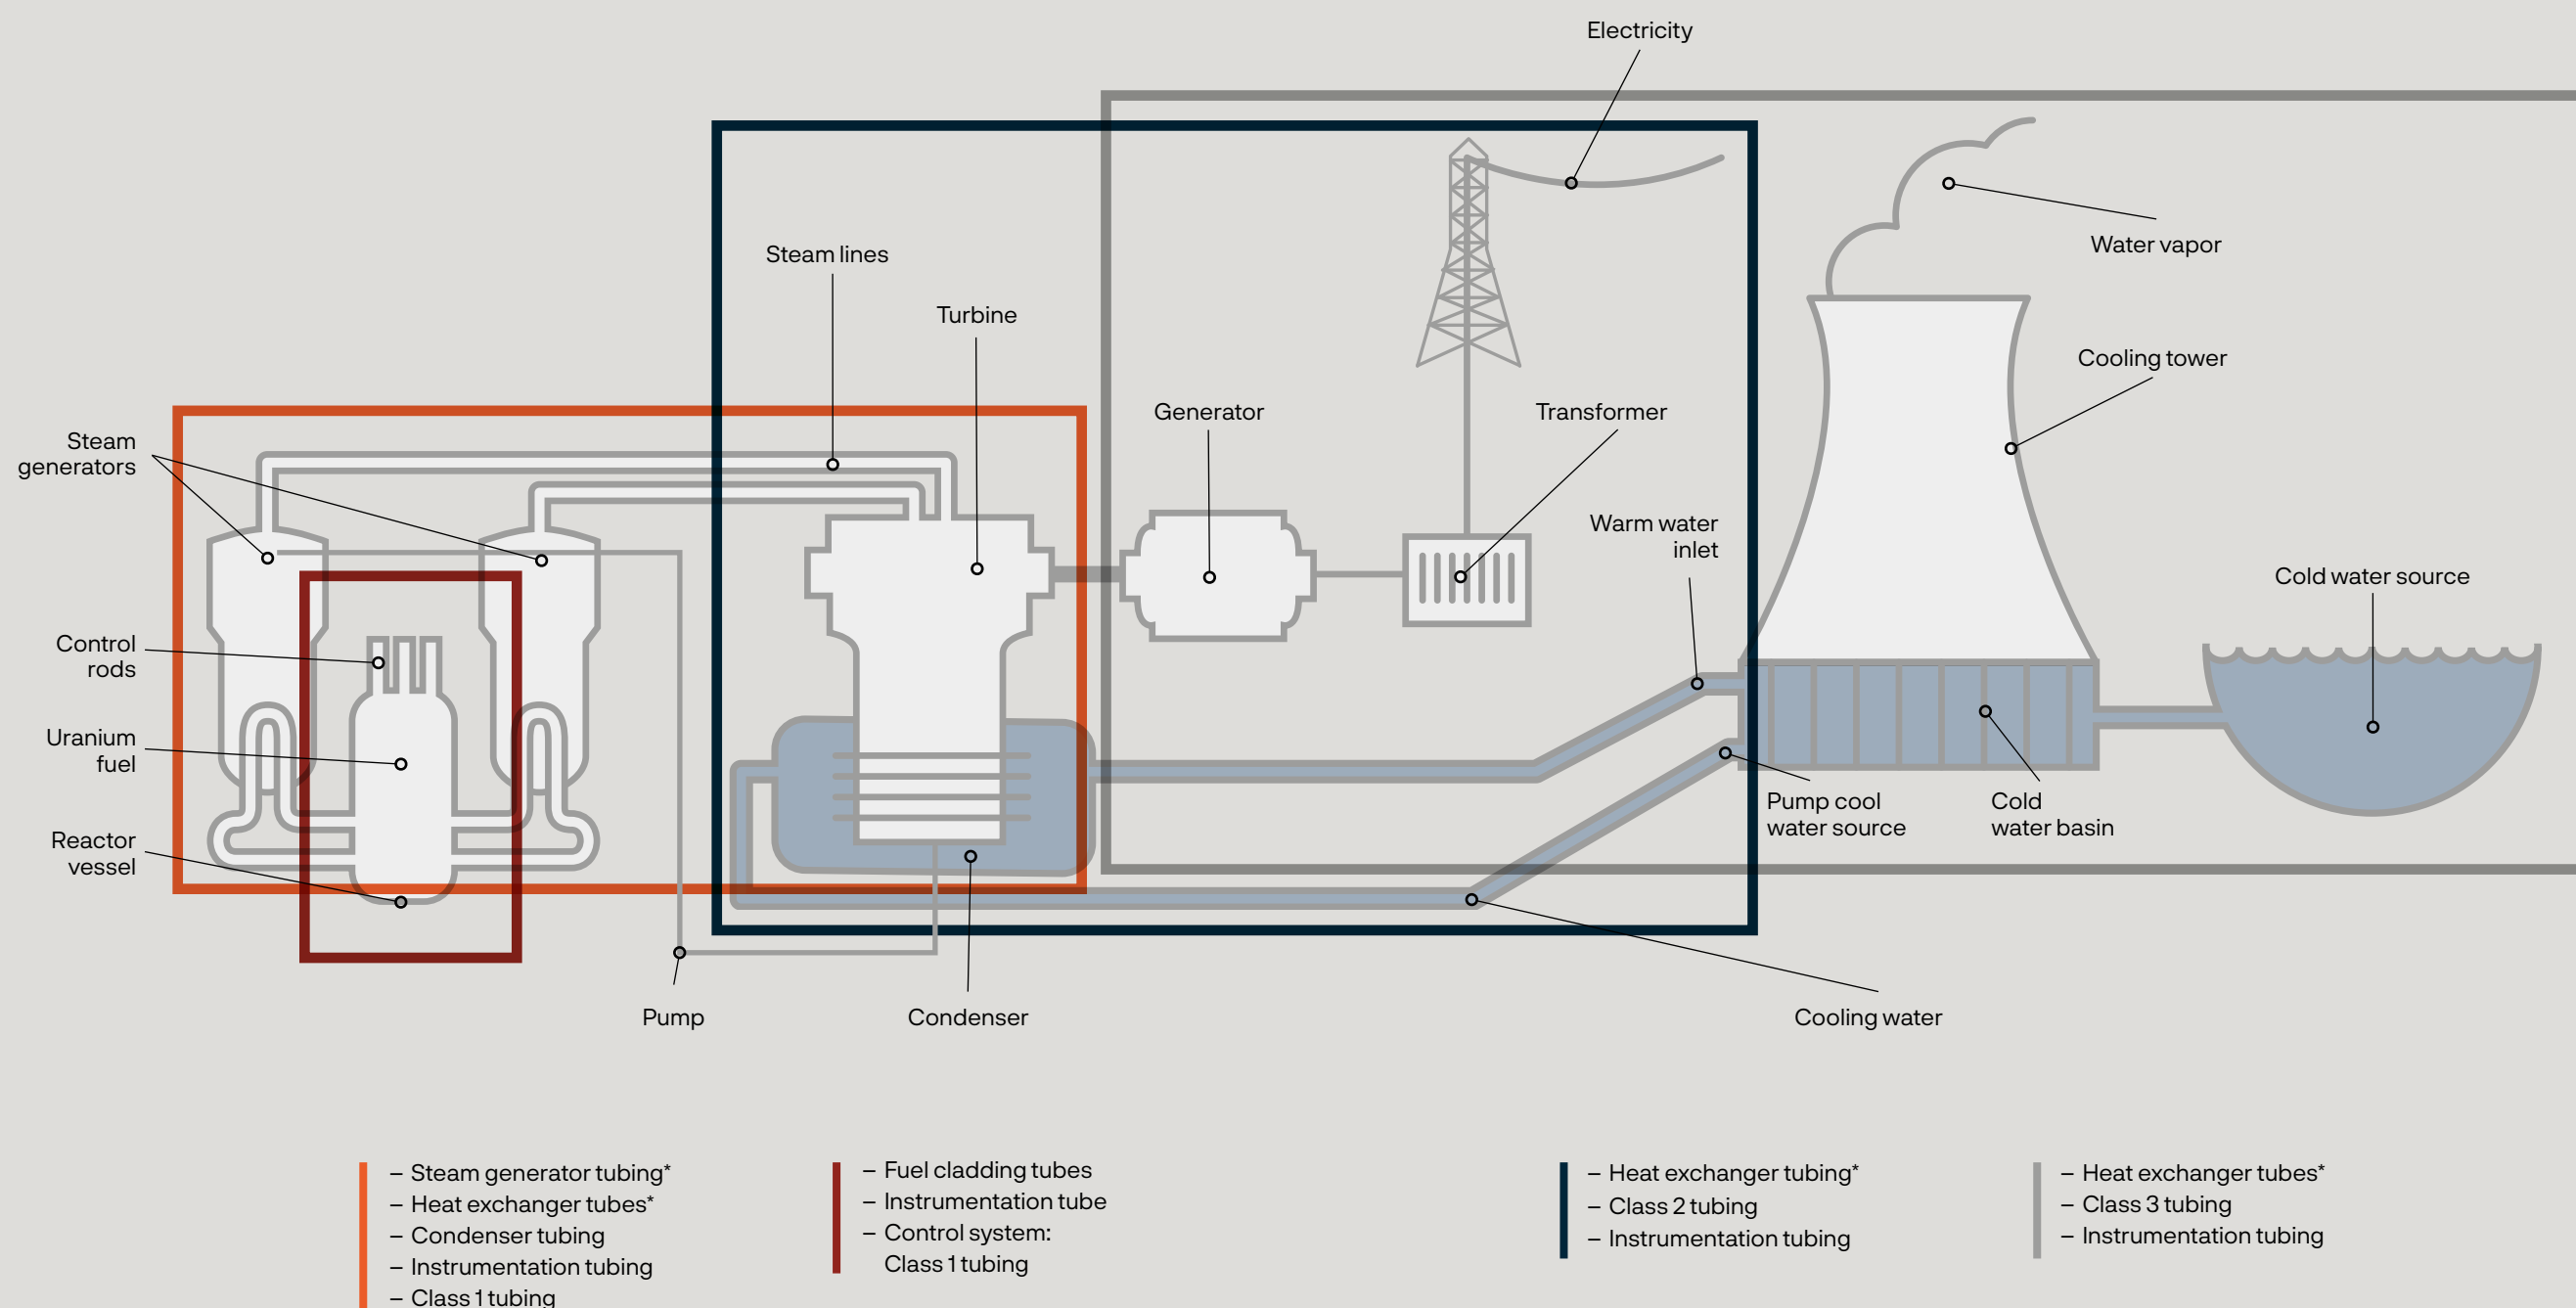 Electricity
Water vapor
Steam lines
Turbine
Cooling tower
Generator
Transformer
Steam
generators
Warm water
inlet
Cold water source
Control
rods
Uranium
fuel
Pump cool
water source
Cold
water basin
Reactor
vessel
Pump
Condenser
Cooling water
– Steam generator tubing*
– Heat exchanger tubes*
– Condenser tubing
– Instrumentation tubing
– Class 1 tubing
– Fuel cladding tubes
– Instrumentation tube
– Control system:
Class 1 tubing
– Heat exchanger tubing*
– Class 2 tubing
– Instrumentation tubing
– Heat exchanger tubes*
– Class 3 tubing
– Instrumentation tubing